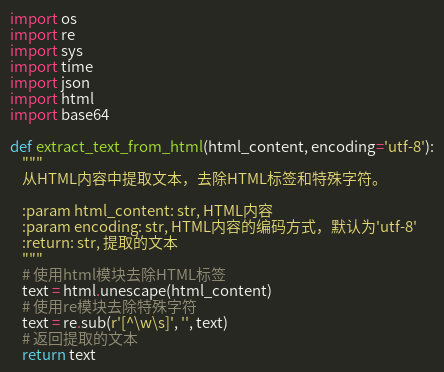 import os
import re
import sys
import time
import json
import html
import base64

def extract_text_from_html(html_content, encoding='utf-8'):
    """
    从HTML内容中提取文本，去除HTML标签和特殊字符。

    :param html_content: str, HTML内容
    :param encoding: str, HTML内容的编码方式，默认为'utf-8'
    :return: str, 提取的文本
    """
    # 使用html模块去除HTML标签
    text = html.unescape(html_content)
    # 使用re模块去除特殊字符
    text = re.sub(r'[^\w\s]', '', text)
    # 返回提取的文本
    return text